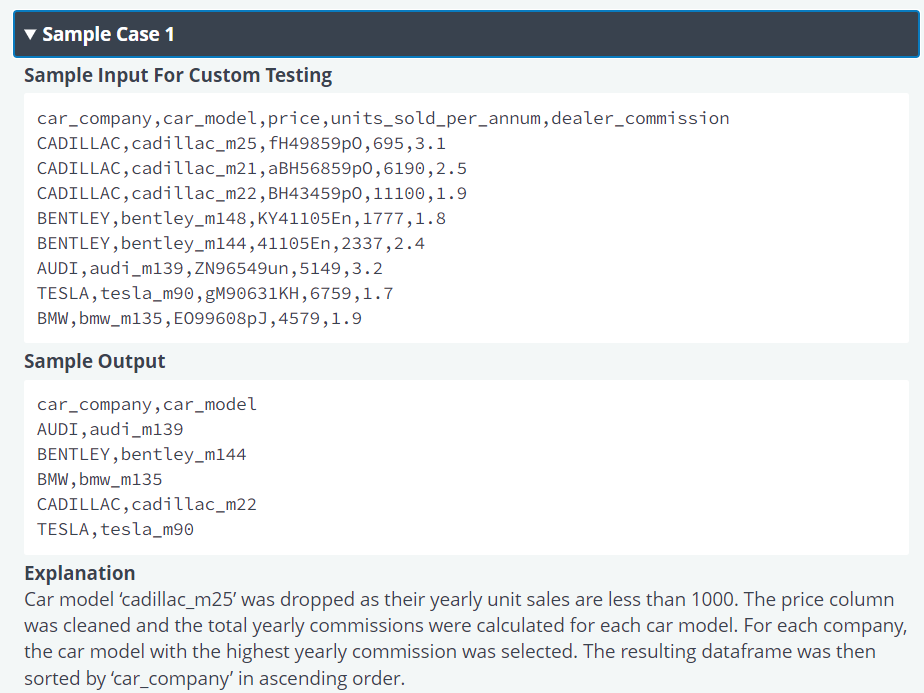 ▼ Sample Case 1
Sample Input For Custom Testing
car_company,car_model,price,units_sold_per_annum,dealer_commission
CADILLAC,cadillac_m25,fH49859pO,695,3.1
CADILLAC,cadillac_m21,aBH56859pO,6190,2.5
CADILLAC,cadillac_m22,BH43459pO,11100,1.9
BENTLEY,bentley_m148,KY41105En,1777,1.8
BENTLEY,bentley_m144,41105En,2337,2.4
AUDI,audi_m139,ZN96549un,5149,3.2
TESLA,tesla_m90,gM90631KH,6759,1.7
BMW,bmw_m135,EO99608pJ,4579,1.9
Sample Output
car_company,car_model
AUDI,audi_m139
BENTLEY,bentley_m144
BMW,bmw_m135
CADILLAC,cadillac_m22
TESLA,tesla_m90
Explanation
Car model ‘cadillac_m25’ was dropped as their yearly unit sales are less than 1000. The price column
was cleaned and the total yearly commissions were calculated for each car model. For each company,
the car model with the highest yearly commission was selected. The resulting dataframe was then
sorted by ‘car_company’ in ascending order.